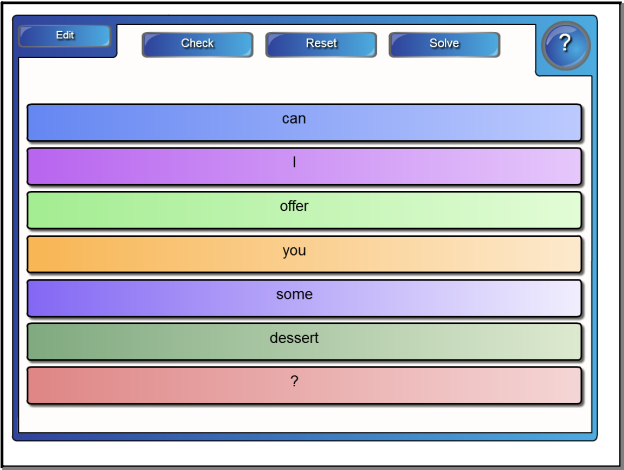 Edit
Check Reset Solve ?
can
I
offer
you
some
dessert
?